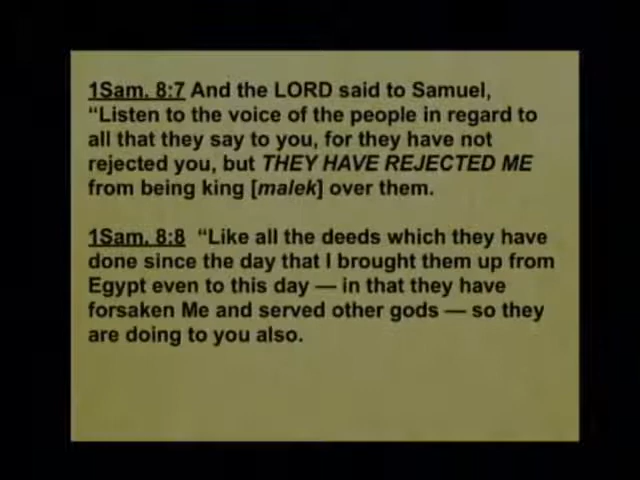 1Sam. 8:7 And the LORD said to Samuel,
“Listen to the voice of the people in regard to
all that they say to you, for they have not
rejected you, but THEY HAVE REJECTED ME
from being king [malek] over them.
1Sam. 8:8 “Like all the deeds which they have
done since the day that I brought them up from
Egypt even to this day — in that they have
forsaken Me and served other gods — so they
are doing to you also.